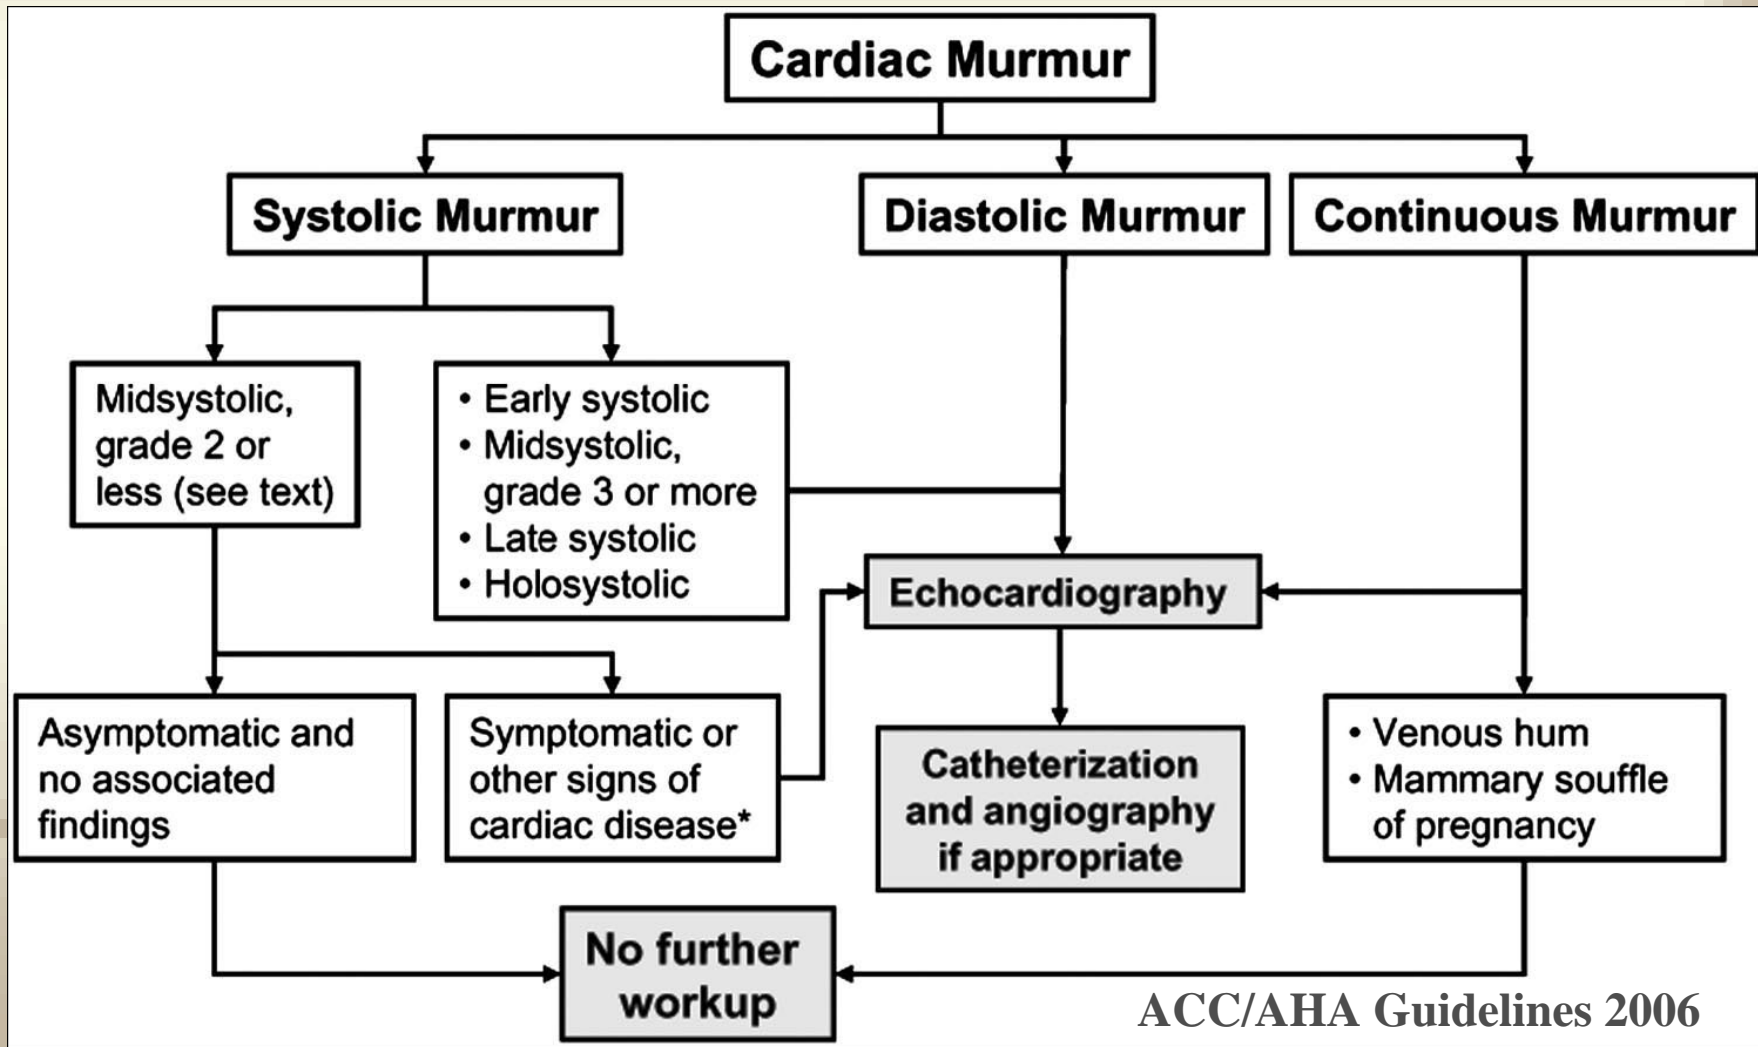 Cardiac Murmur
Systolic Murmur
Diastolic Murmur
Continuous Murmur
Midsystolic,
grade 2 or
less (see text)
• Early systolic
• Midsystolic,
grade 3 or more
• Late systolic
• Holosystolic
Echocardiography
Asymptomatic and
no associated
findings
Symptomatic or
other signs of
cardiac disease*
Catheterization
and angiography
if appropriate
• Venous hum
• Mammary souffle
of pregnancy
No further
workup
ACC/AHA Guidelines 2006